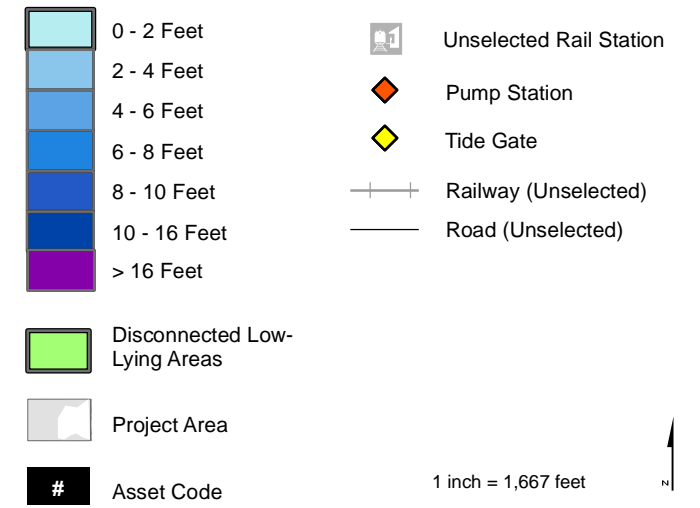 0 - 2 Feet
2 - 4 Feet
4 - 6 Feet
6 - 8 Feet
8 - 10 Feet
10 - 16 Feet
> 16 Feet
Disconnected Low-
Lying Areas
Project Area
# Asset Code
Unselected Rail Station
Pump Station
Tide Gate
Railway (Unselected)
Road (Unselected)
1 inch = 1,667 feet
N